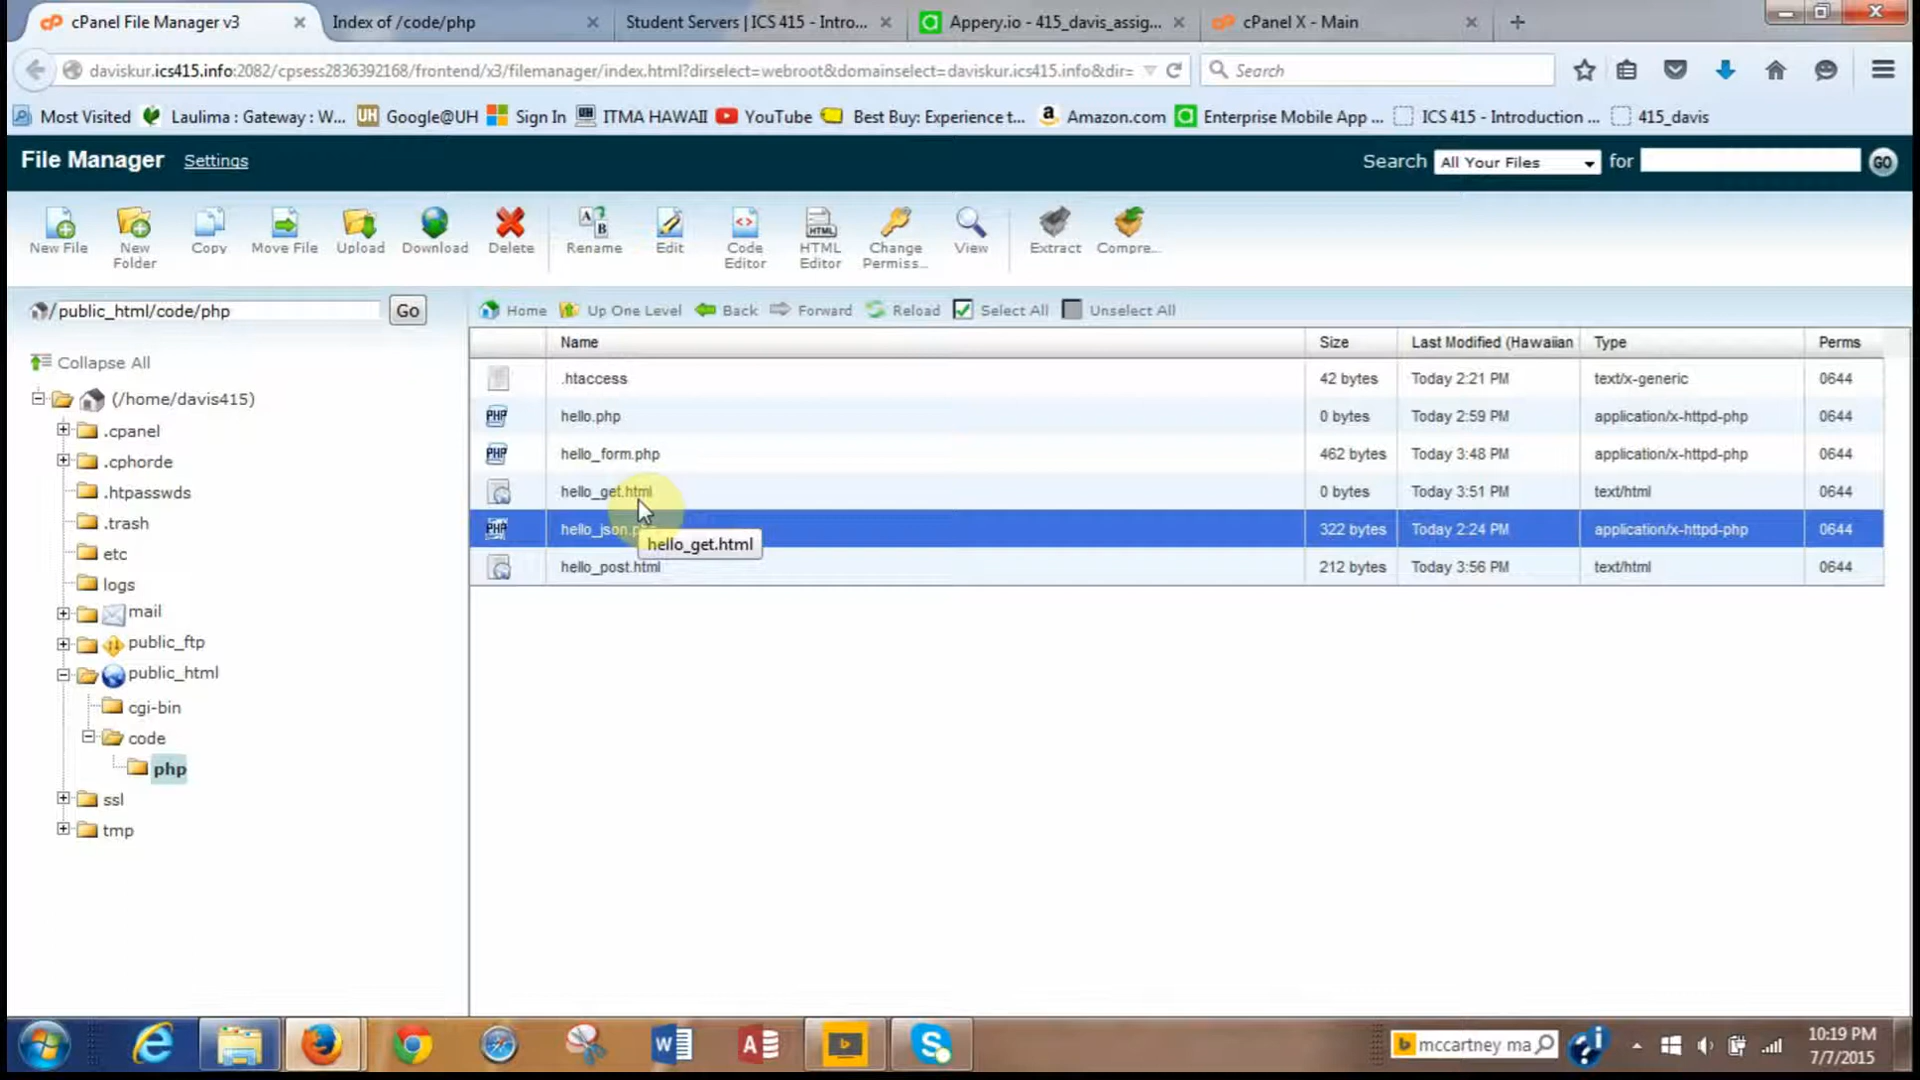 cPanel File Manager v3
Index of /code/php
Student Servers | ICS 415 - Intro...
Appery.io - 415_davis_assig...
cPanel X - Main
daviskur.ics415.info:2082/cpsess2836392168/frontend/x3/filemanager/index.html?dirselect=webroot&domainselect=daviskur.ics415.info&dir=
Search
Most Visited
Laulima : Gateway : W...
Google@UH
Sign In
ITMA HAWAII
YouTube
Best Buy: Experience t...
Amazon.com
Enterprise Mobile App ...
ICS 415 - Introduction ...
415_davis
File Manager
Settings
Search
All Your Files
for
GO
New File
New Folder
Copy
Move File
Upload
Download
Delete
Rename
Edit
Code Editor
HTML Editor
Change Permiss...
View
Extract
Compre...
/public_html/code/php
Go
Home
Up One Level
Back
Forward
Reload
Select All
Unselect All
Collapse All
(/home/davis415)
.cpanel
.cphorde
.htpasswds
.trash
etc
logs
mail
public_ftp
public_html
cgi-bin
code
php
ssl
tmp
Name Size Last Modified (Hawaiian Type Perms
.htaccess 42 bytes Today 2:21 PM text/x-generic 0644
PHP hello.php 0 bytes Today 2:59 PM application/x-httpd-php 0644
PHP hello_form.php 462 bytes Today 3:48 PM application/x-httpd-php 0644
hello_get.html 0 bytes Today 3:51 PM text/html 0644
PHP hello_json.p 322 bytes Today 2:24 PM application/x-httpd-php 0644
hello_get.html
hello_post.html 212 bytes Today 3:56 PM text/html 0644
mccartney ma
10:19 PM
7/7/2015